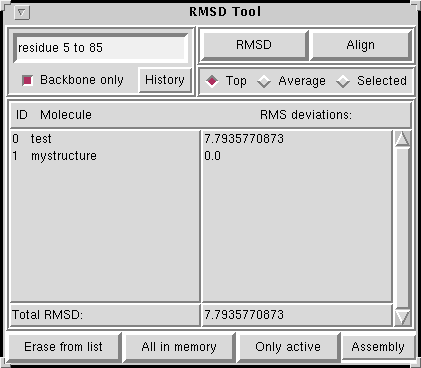 RMSD Tool
residue 5 to 85
RMSD Align
Backbone only History
Top Average Selected
ID Molecule RMS deviations:
0 test 7.7935770873
1 mystructure 0.0
Total RMSD: 7.7935770873
Erase from list All in memory Only active Assembly